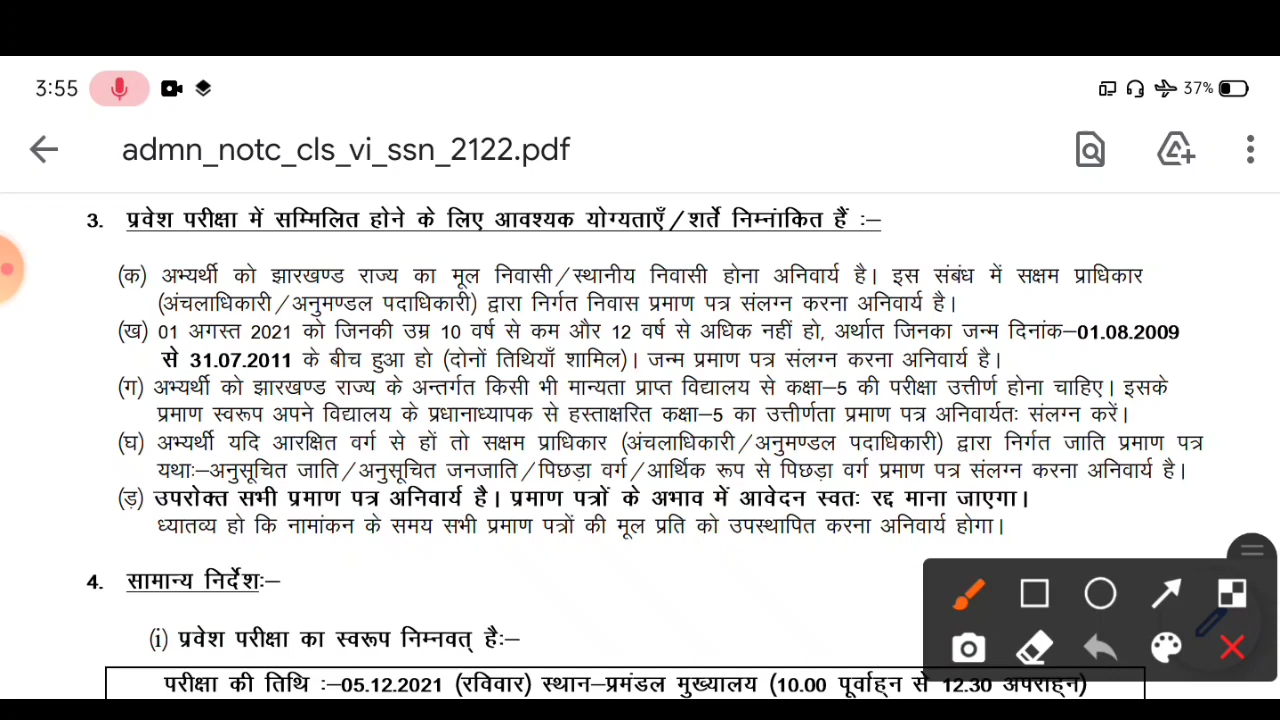 3:55
37%
admn_notc_cls_vi_ssn_2122.pdf
3. प्रवेश परीक्षा में सम्मिलित होने के लिए आवश्यक योग्यताएँ/शर्ते निम्नांकित हैं :–
(क) अभ्यर्थी को झारखण्ड राज्य का मूल निवासी/स्थानीय निवासी होना अनिवार्य है। इस संबंध में सक्षम प्राधिकार
(अंचलाधिकारी/अनुमण्डल पदाधिकारी) द्वारा निर्गत निवास प्रमाण पत्र संलग्न करना अनिवार्य है।
(ख) 01 अगस्त 2021 को जिनकी उम्र 10 वर्ष से कम और 12 वर्ष से अधिक नहीं हो, अर्थात जिनका जन्म दिनांक–01.08.2009
से 31.07.2011 के बीच हुआ हो (दोनों तिथियाँ शामिल)। जन्म प्रमाण पत्र संलग्न करना अनिवार्य है।
(ग) अभ्यर्थी को झारखण्ड राज्य के अन्तर्गत किसी भी मान्यता प्राप्त विद्यालय से कक्षा–5 की परीक्षा उत्तीर्ण होना चाहिए। इसके
प्रमाण स्वरूप अपने विद्यालय के प्रधानाध्यापक से हस्ताक्षरित कक्षा–5 का उत्तीर्णता प्रमाण पत्र अनिवार्यतः संलग्न करें।
(घ) अभ्यर्थी यदि आरक्षित वर्ग से हों तो सक्षम प्राधिकार (अंचलाधिकारी/अनुमण्डल पदाधिकारी) द्वारा निर्गत जाति प्रमाण पत्र
यथाः–अनुसूचित जाति/अनुसूचित जनजाति/पिछड़ा वर्ग/आर्थिक रूप से पिछड़ा वर्ग प्रमाण पत्र संलग्न करना अनिवार्य है।
(ड़) उपरोक्त सभी प्रमाण पत्र अनिवार्य है। प्रमाण पत्रों के अभाव में आवेदन स्वतः रद्द माना जाएगा।
ध्यातव्य हो कि नामांकन के समय सभी प्रमाण पत्रों की मूल प्रति को उपस्थापित करना अनिवार्य होगा।
4. सामान्य निर्देशः–
(i) प्रवेश परीक्षा का स्वरूप निम्नवत् हैः–
परीक्षा की तिथि :–05.12.2021 (रविवार) स्थान–प्रमंडल मुख्यालय (10.00 पूर्वाह्न से 12.30 अपराह्न)